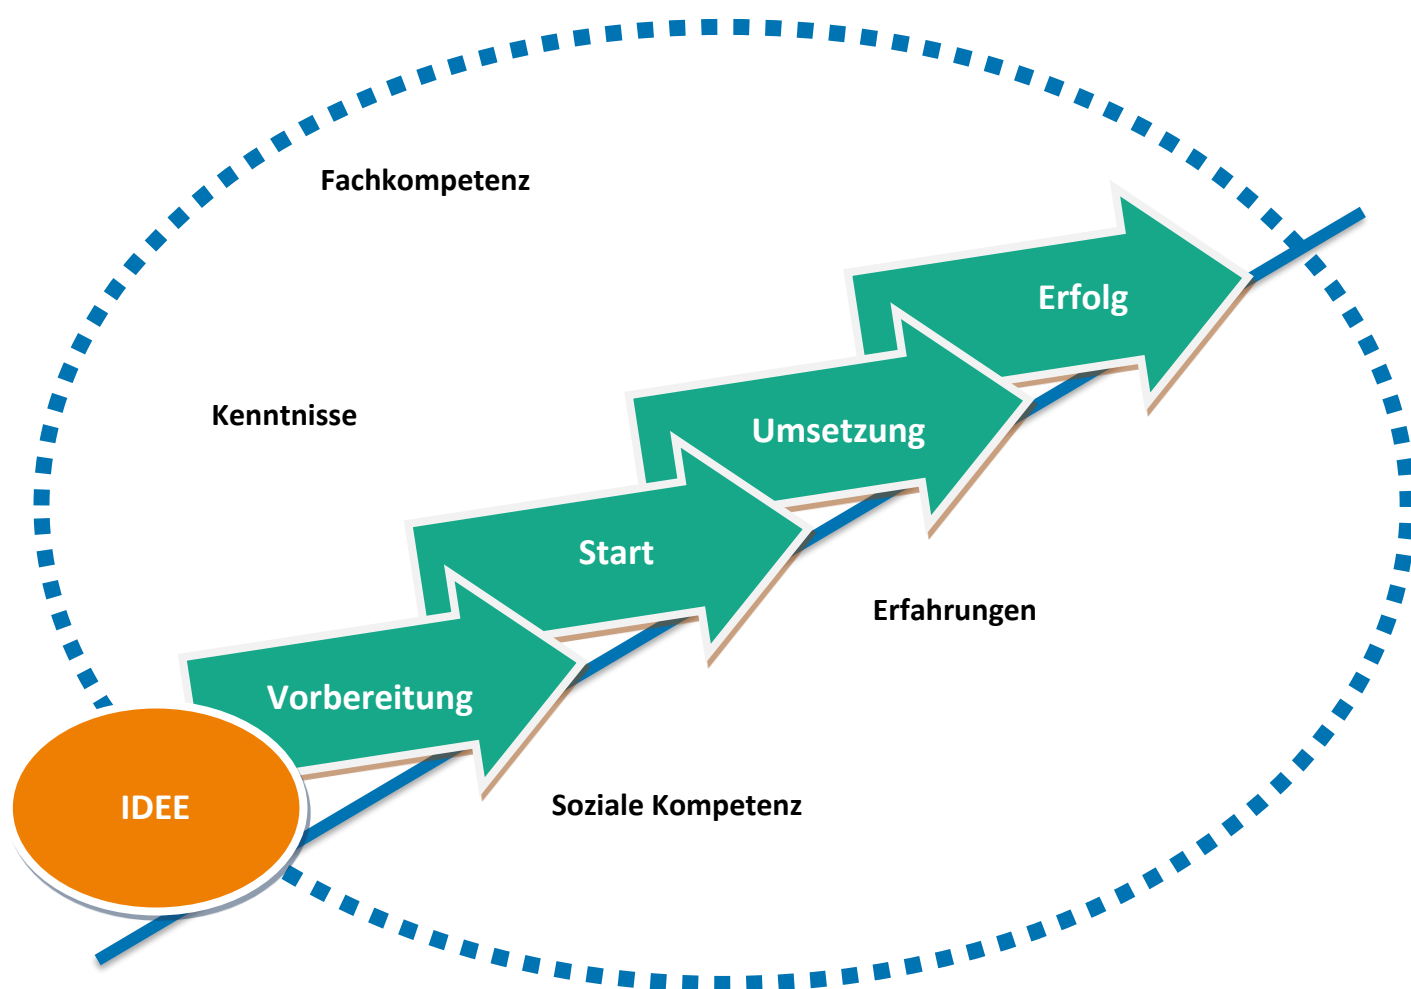 Fachkompetenz
Erfolg
Kenntnisse
Umsetzung
Start
Erfahrungen
Vorbereitung
IDEE
Soziale Kompetenz